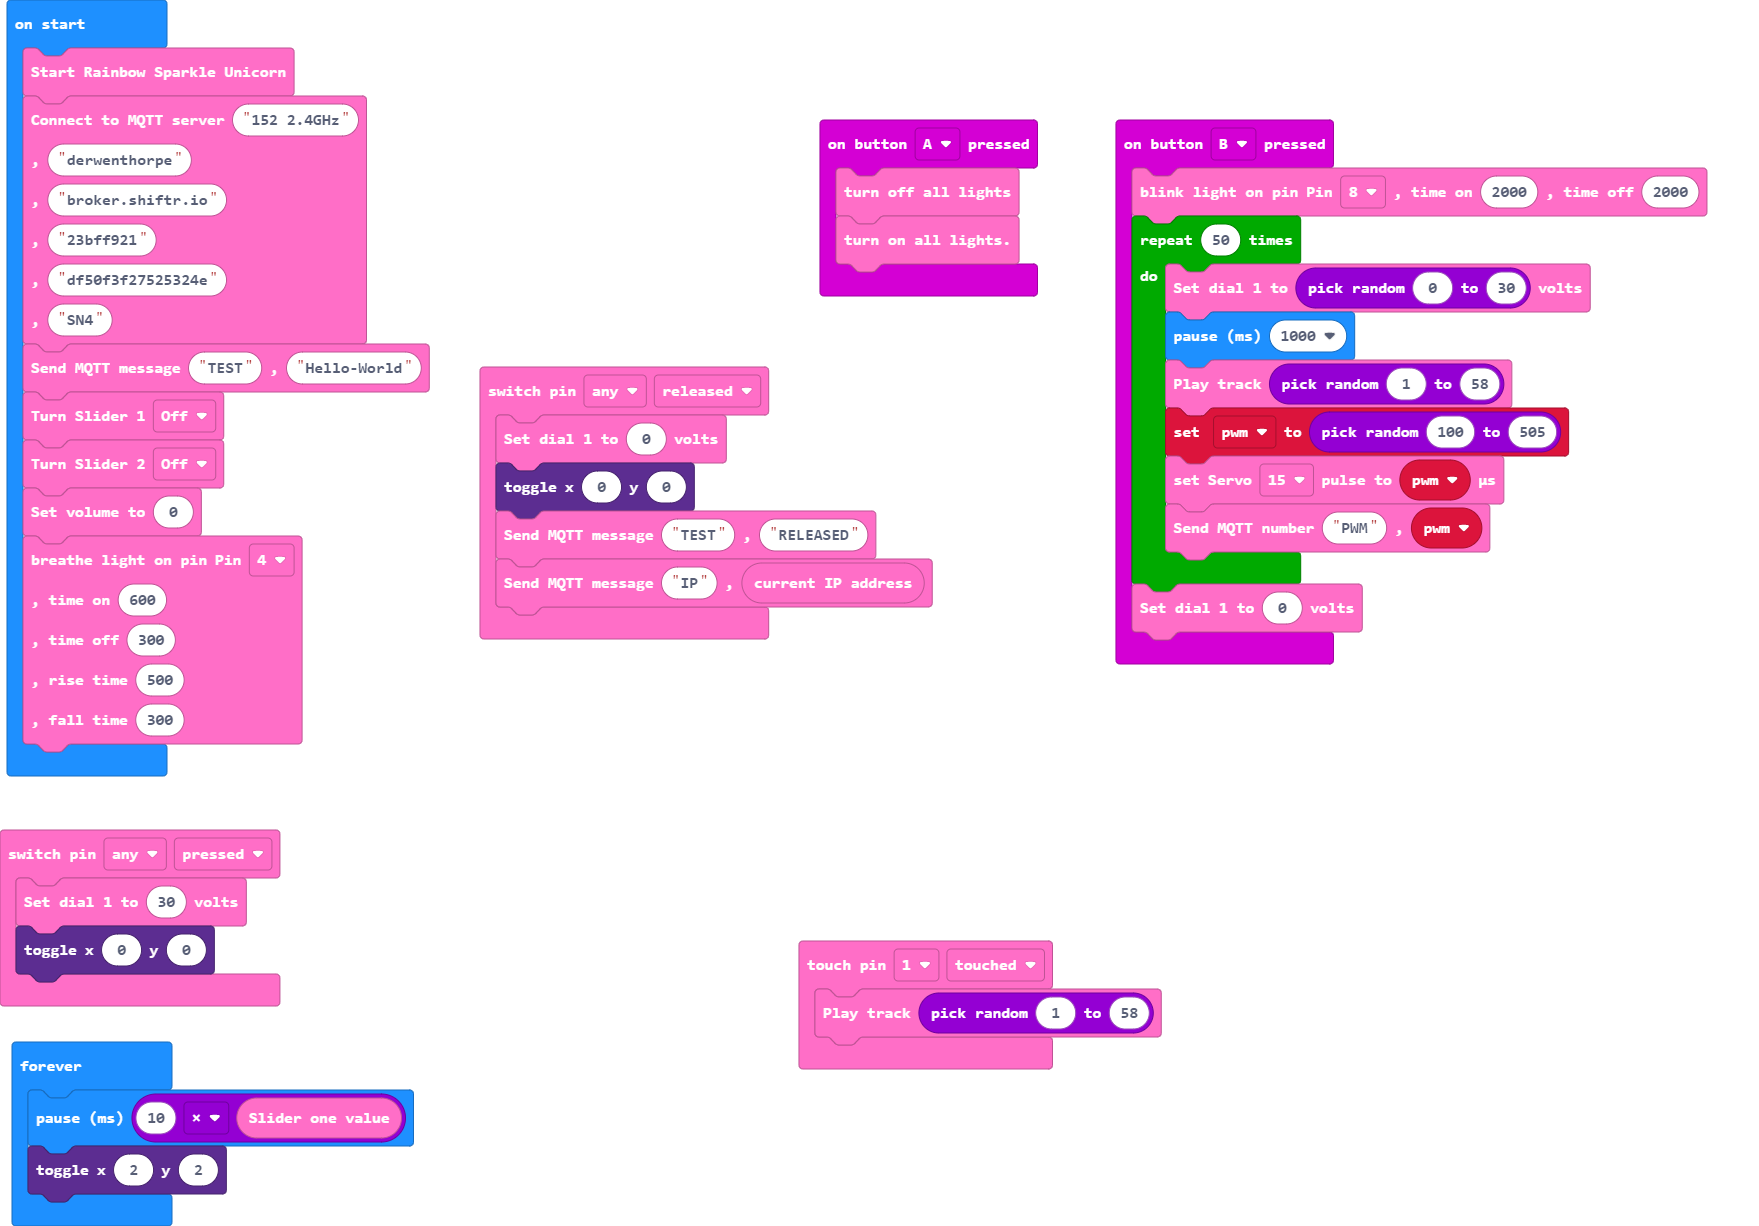 on start
Start Rainbow Sparkle Unicorn
Connect to MQTT server "152 2.4GHz"
, "derwenthorpe"
, "broker.shiftr.io"
, "23bff921"
, "df50f3f27525324e"
, "SN4"
Send MQTT message "TEST" , "Hello-World"
Turn Slider 1 Off
Turn Slider 2 Off
Set volume to 0
breathe light on pin Pin 4
, time on 600
, time off 300
, rise time 500
, fall time 300
switch pin any released
Set dial 1 to 0 volts
toggle x 0 y 0
Send MQTT message "TEST" , "RELEASED"
Send MQTT message "IP" , current IP address
on button A pressed
turn off all lights
turn on all lights.
on button B pressed
blink light on pin Pin 8 , time on 2000 , time off 2000
repeat 50 times
do
Set dial 1 to pick random 0 to 30 volts
pause (ms) 1000
Play track pick random 1 to 58
set pwm to pick random 100 to 505
set Servo 15 pulse to pwm µs
Send MQTT number "PWM" , pwm
Set dial 1 to 0 volts
switch pin any pressed
Set dial 1 to 30 volts
toggle x 0 y 0
touch pin 1 touched
Play track pick random 1 to 58
forever
pause (ms) 10 × Slider one value
toggle x 2 y 2